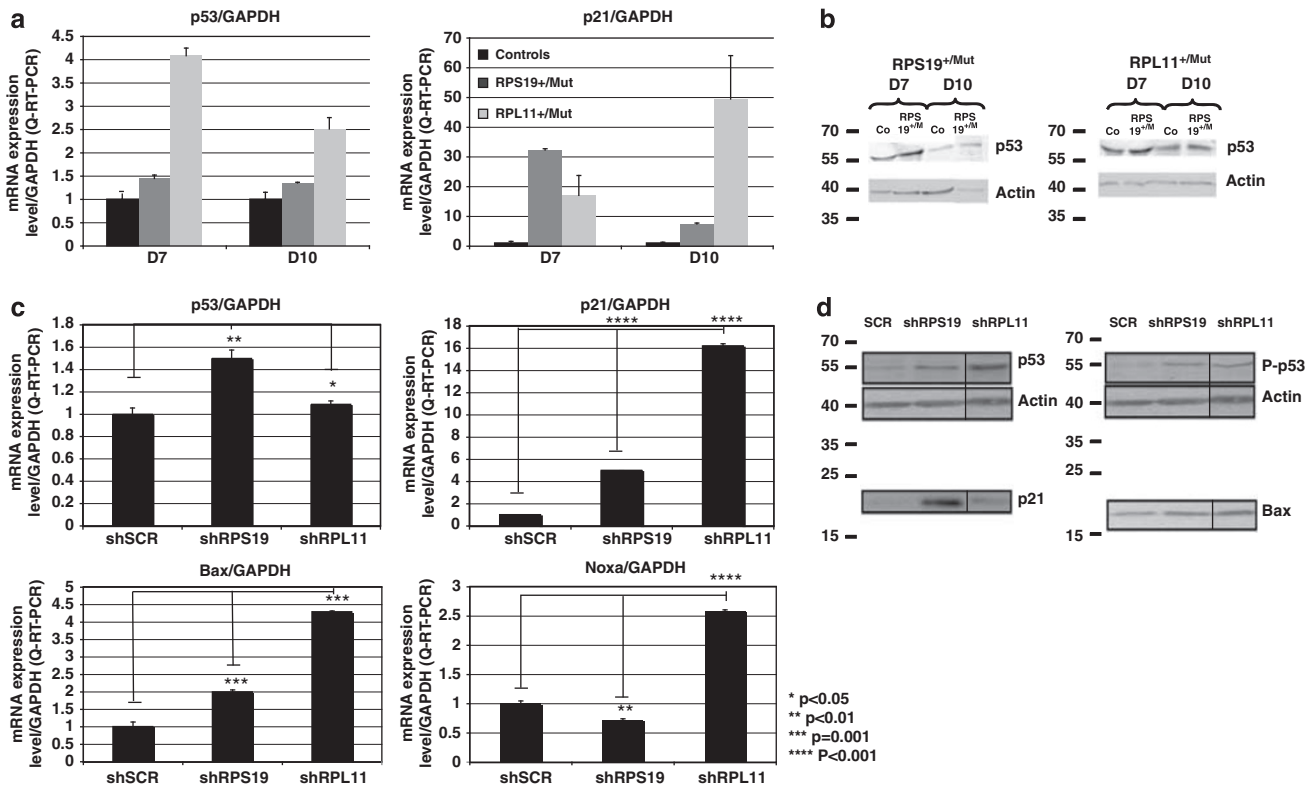 a
p53/GAPDH
mRNA expression
level/GAPDH (Q-RT-PCR)
4.5
4
3.5
3
2.5
2
1.5
1
0.5
0
D7
D10
p21/GAPDH
mRNA expression
level/GAPDH (Q-RT-PCR)
70
60
50
40
30
20
10
0
Controls
RPS19+/Mut
RPL11+/Mut
D7
D10
b
RPS19+/Mut
D7 D10
Co RPS 19+/M Co RPS 19+/M
70
55
40
35
p53
Actin
RPL11+/Mut
D7 D10
Co RPS 19+/M Co RPS 19+/M
70
55
40
35
p53
Actin
c
p53/GAPDH
mRNA expression
level/GAPDH (Q-RT-PCR)
1.8
1.6
1.4
1.2
1
0.8
0.6
0.4
0.2
0
**
*
shSCR shRPS19 shRPL11
p21/GAPDH
mRNA expression
level/GAPDH (Q-RT-PCR)
18
16
14
12
10
8
6
4
2
0
**** ****
shSCR shRPS19 shRPL11
Bax/GAPDH
mRNA expression
level/GAPDH (Q-RT-PCR)
5
4.5
4
3.5
3
2.5
2
1.5
1
0.5
0
***
***
shSCR shRPS19 shRPL11
Noxa/GAPDH
mRNA expression
level/GAPDH (Q-RT-PCR)
3
2.5
2
1.5
1
0.5
0
****
**
shSCR shRPS19 shRPL11
* p<0.05
** p<0.01
*** p=0.001
**** P<0.001
d
SCR shRPS19 shRPL11
70
55
40
35
25
15
p53
Actin
p21
SCR shRPS19 shRPL11
70
55
40
35
25
15
P-p53
Actin
Bax